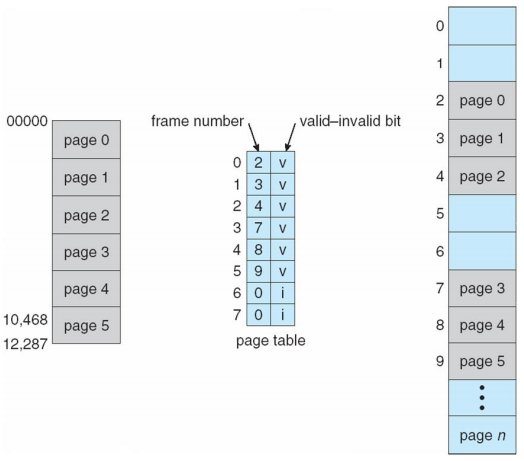 00000
page 0
page 1
page 2
page 3
page 4
page 5
10,468
12,287
frame number
valid–invalid bit
0 2 v
1 3 v
2 4 v
3 7 v
4 8 v
5 9 v
6 0 i
7 0 i
page table
0
1
2 page 0
3 page 1
4 page 2
5
6
7 page 3
8 page 4
9 page 5
page n